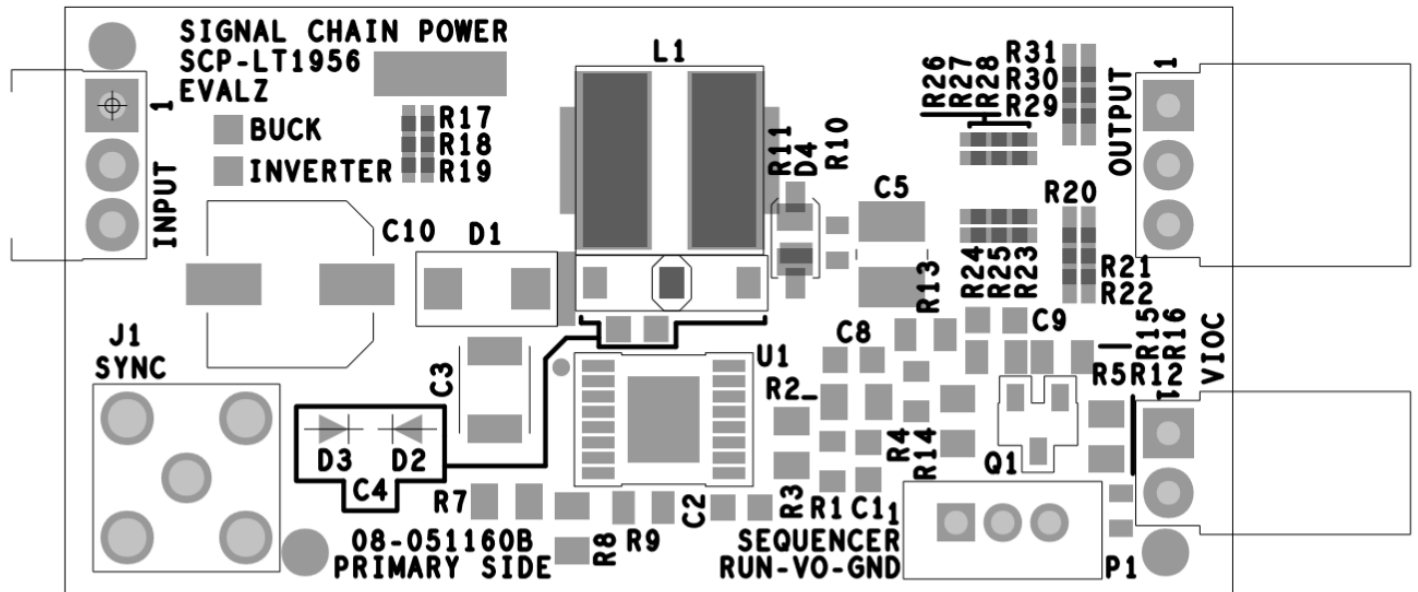 SIGNAL CHAIN POWER
SCP-LT1956
EVALZ
1
INPUT
BUCK
INVERTER
R17
R18
R19
L1
R11
D4
R10
R26
R27
R28
R31
R30
R29
OUTPUT
1
C10
D1
C5
R13
R24
R25
R23
R20
R21
R22
J1
SYNC
C3
U1
C8
C9
R15
R16
R5
R12
VIOC
1
R2
D3
D2
C4
R7
R8
R9
C2
R3
R1
C1
R4
R14
Q1
1
SEQUENCER
RUN-VO-GND
P1
08-051160B
PRIMARY SIDE